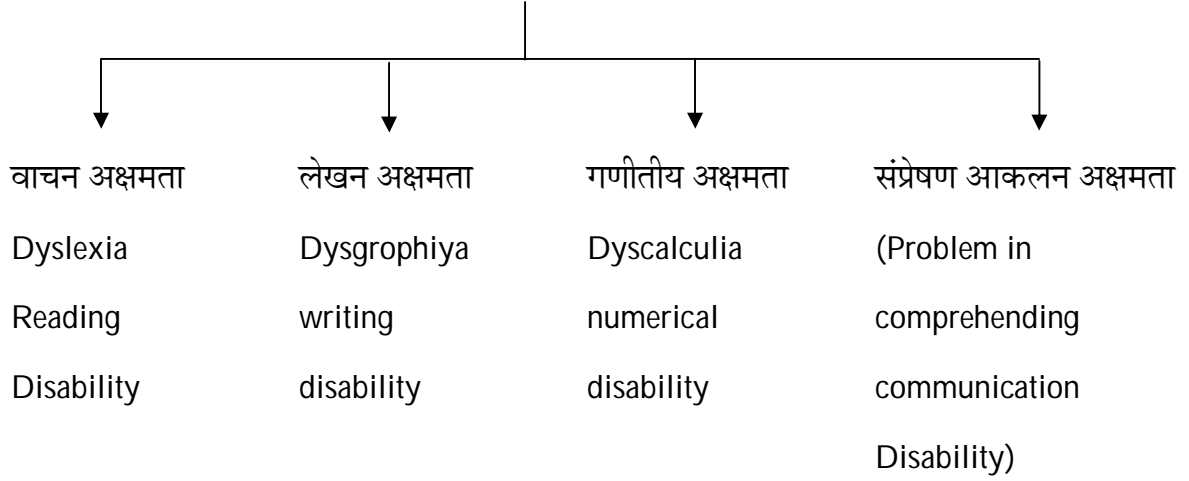 वाचन अक्षमता
Dyslexia
Reading
Disability
लेखन अक्षमता
Dysgrophiya
writing
disability
गणीतीय अक्षमता
Dyscalculia
numerical
disability
संप्रेषण आकलन अक्षमता
(Problem in
comprehending
communication
Disability)